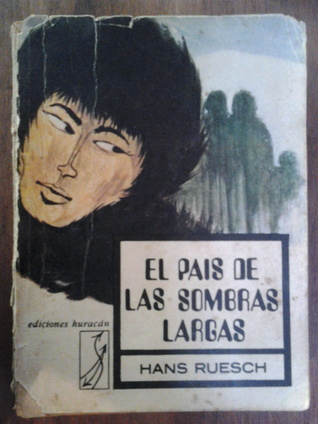 EL PAIS DE
LAS SOMBRAS
LARGAS
HANS RUESCH
ediciones huracán